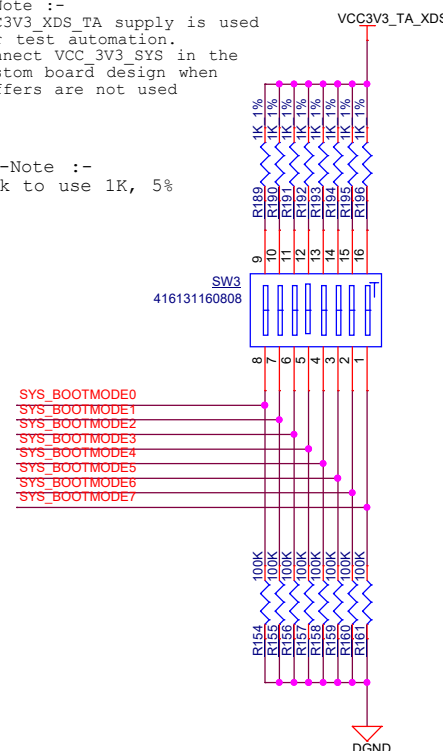 Note :-
VCC3V3_TA_XDS
C3V3_XDS_TA supply is used
r test automation.
nnect VCC_3V3_SYS in the
stom board design when
ffers are not used
-Note :-
k to use 1K, 5%
1K 1%
1K 1%
1K 1%
1K 1%
1K 1%
1K 1%
1K 1%
1K 1%
R189
R190
R191
R192
R193
R194
R195
R196
9
10
11
12
13
14
15
16
SW3
416131160808
T
8
7
6
5
4
3
2
1
SYS_BOOTMODE0
SYS_BOOTMODE1
SYS_BOOTMODE2
SYS_BOOTMODE3
SYS_BOOTMODE4
SYS_BOOTMODE5
SYS_BOOTMODE6
SYS_BOOTMODE7
100K
100K
100K
100K
100K
100K
100K
100K
R154
R155
R156
R157
R158
R159
R160
R161
DGND